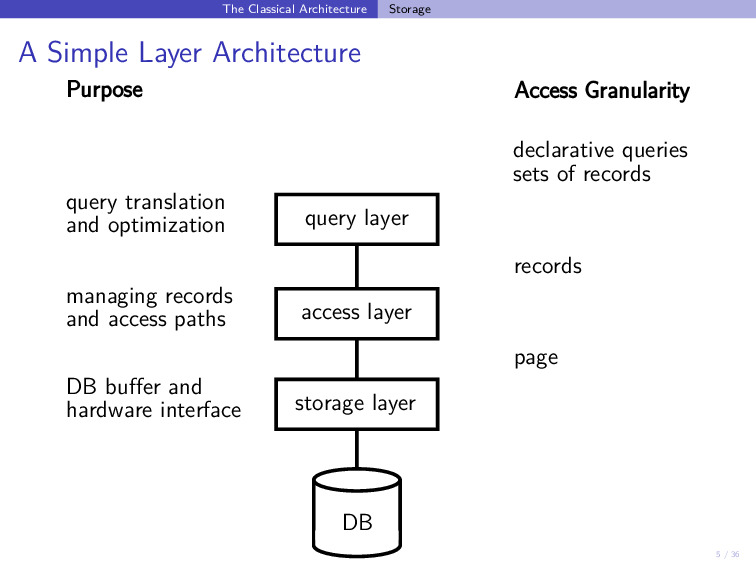 The Classical Architecture Storage
A Simple Layer Architecture
Purpose Access Granularity
declarative queries
sets of records
query translation
and optimization
query layer
records
managing records
and access paths
access layer
page
DB buffer and
hardware interface
storage layer
DB
5 / 36